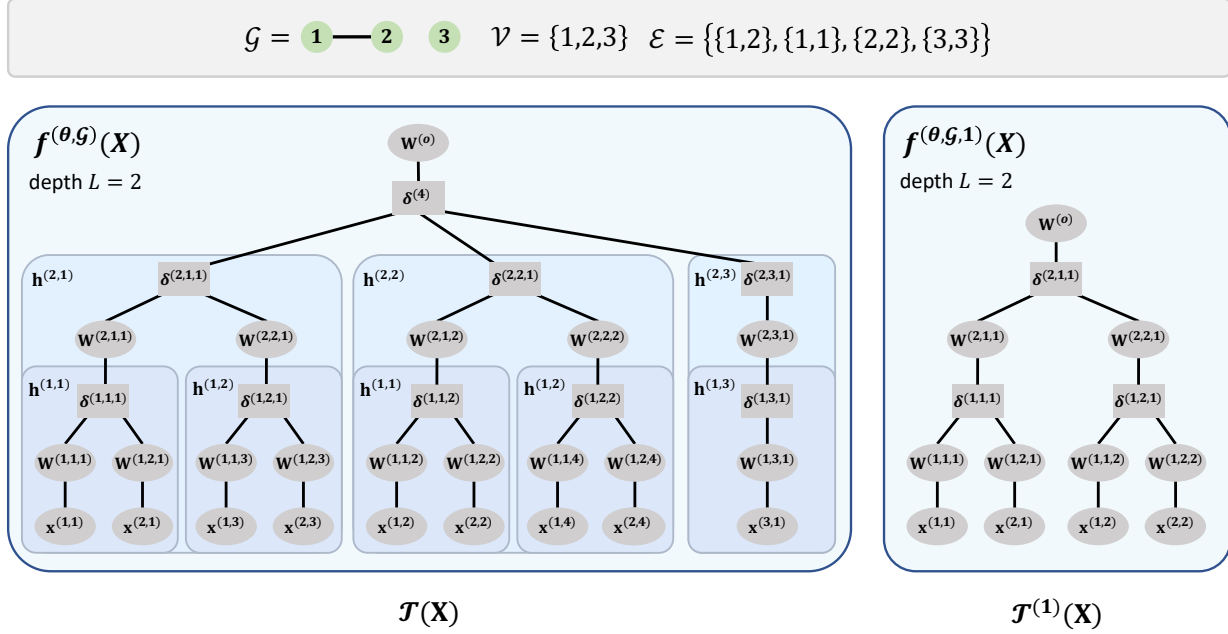 𝒢 = 1 2 3 𝒱 = {1,2,3} ℰ = {{1,2}, {1,1}, {2,2}, {3,3}}
f^(θ,𝒢)(X)
depth L = 2
W^(o)
δ^(4)
h^(2,1) δ^(2,1,1) h^(2,2) δ^(2,2,1) h^(2,3) δ^(2,3,1)
W^(2,1,1) W^(2,2,1) W^(2,1,2) W^(2,2,2) W^(2,3,1)
h^(1,1) δ^(1,1,1) h^(1,2) δ^(1,2,1) h^(1,1) δ^(1,1,2) h^(1,2) δ^(1,2,2) h^(1,3) δ^(1,3,1)
W^(1,1,1) W^(1,2,1) W^(1,1,3) W^(1,2,3) W^(1,1,2) W^(1,2,2) W^(1,1,4) W^(1,2,4) W^(1,3,1)
x^(1,1) x^(2,1) x^(1,3) x^(2,3) x^(1,2) x^(2,2) x^(1,4) x^(2,4) x^(3,1)
𝒯(X)
f^(θ,𝒢,1)(X)
depth L = 2
W^(o)
δ^(2,1,1)
W^(2,1,1) W^(2,2,1)
δ^(1,1,1) δ^(1,2,1)
W^(1,1,1) W^(1,2,1) W^(1,1,2) W^(1,2,2)
x^(1,1) x^(2,1) x^(1,2) x^(2,2)
𝒯^(1)(X)